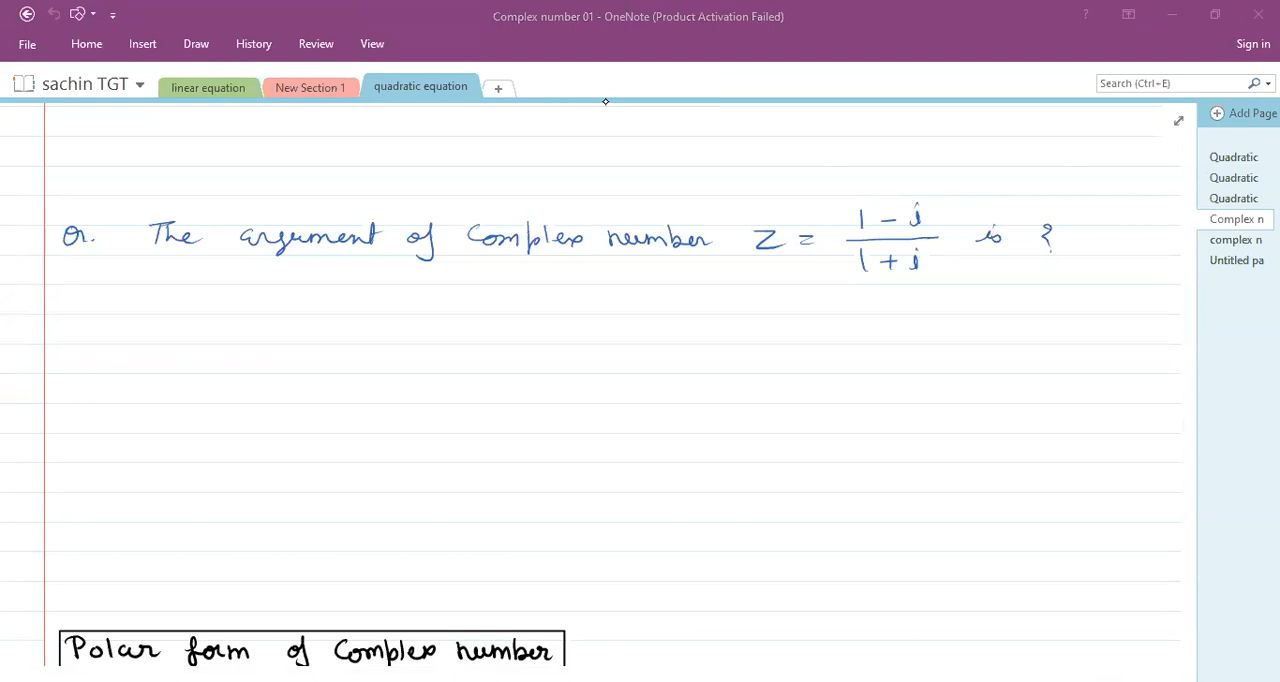 Complex number 01 - OneNote (Product Activation Failed)
?
File Home Insert Draw History Review View Sign in
sachin TGT linear equation New Section 1 quadratic equation + Search (Ctrl+E)
Add Page
Quadratic
Quadratic
Quadratic
Complex n
complex n
Untitled pa
Or. The argument of Complex number Z = (1 - i)/(1 + i) is ?
Polar form of Complex number